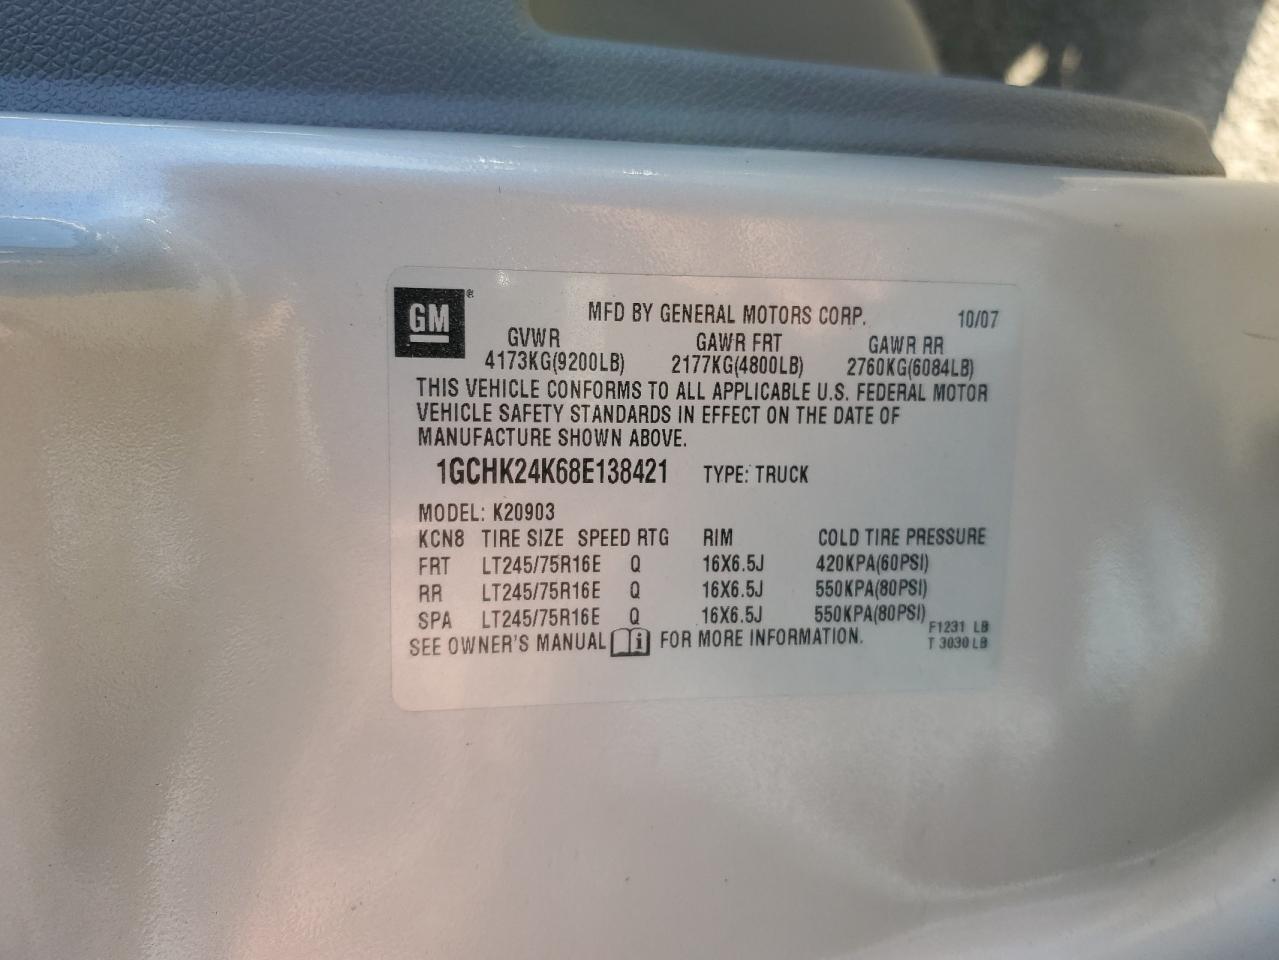 GM®
MFD BY GENERAL MOTORS CORP. 10/07
GVWR GAWR FRT GAWR RR
4173KG(9200LB) 2177KG(4800LB) 2760KG(6084LB)
THIS VEHICLE CONFORMS TO ALL APPLICABLE U.S. FEDERAL MOTOR
VEHICLE SAFETY STANDARDS IN EFFECT ON THE DATE OF
MANUFACTURE SHOWN ABOVE.
1GCHK24K68E138421 TYPE: TRUCK
MODEL: K20903
KCN8 TIRE SIZE SPEED RTG RIM COLD TIRE PRESSURE
FRT LT245/75R16E Q 16X6.5J 420KPA(60PSI)
RR LT245/75R16E Q 16X6.5J 550KPA(80PSI)
SPA LT245/75R16E Q 16X6.5J 550KPA(80PSI)
F1231 LB
SEE OWNER'S MANUAL FOR MORE INFORMATION. T 3030 LB